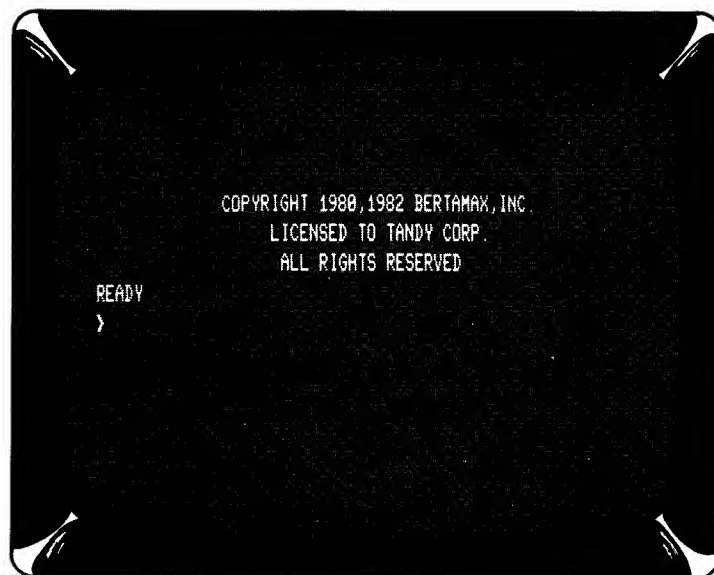 COPYRIGHT 1980,1982 BERTAMAX,INC.
LICENSED TO TANDY CORP.
ALL RIGHTS RESERVED
READY
>